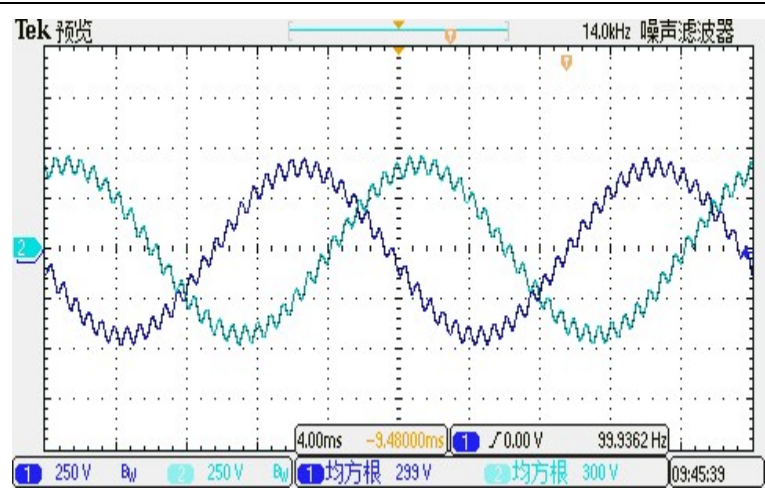 Tek 预览 14.0kHz 噪声滤波器
2
4.00ms -9.48000ms 1 ∫ 0.00 V 99.9362 Hz
1 250 V BW 2 250 V BW 1 均方根 299 V 2 均方根 300 V 09:45:39